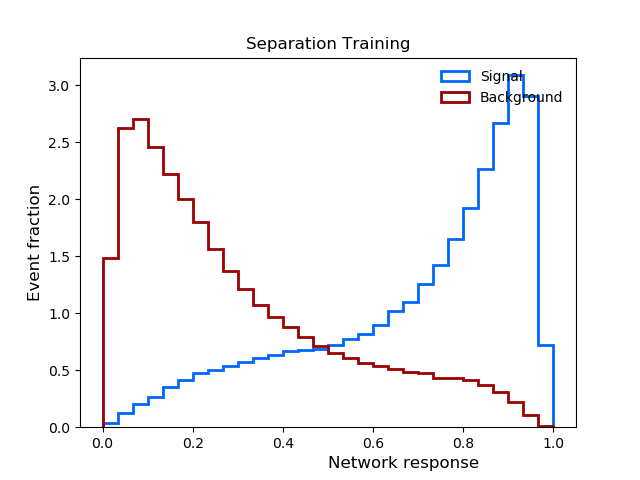 Separation Training
Signal
Background
Event fraction
3.0
2.5
2.0
1.5
1.0
0.5
0.0
0.0 0.2 0.4 0.6 0.8 1.0
Network response